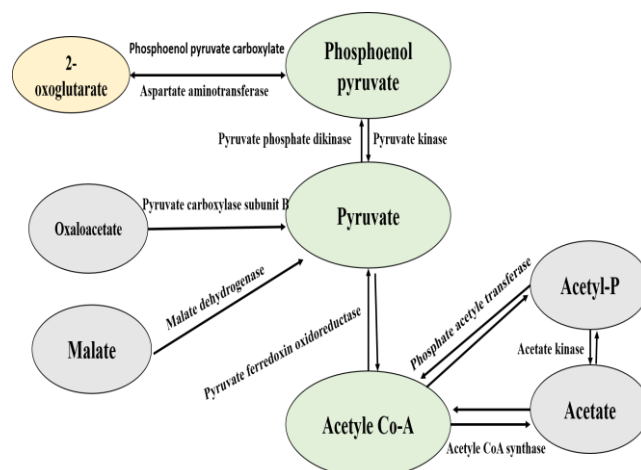 Phosphoenol pyruvate carboxylate
2-
oxoglutarate
Aspartate aminotransferase
Phosphoenol
pyruvate
Pyruvate phosphate dikinase
Pyruvate kinase
Pyruvate carboxylase subunit B
Oxaloacetate
Pyruvate
Malate dehydrogenase
Malate
Pyruvate ferredoxin oxidoreductase
Phosphate acetyle transferase
Acetyl-P
Acetate kinase
Acetyle Co-A
Acetate
Acetyle CoA synthase